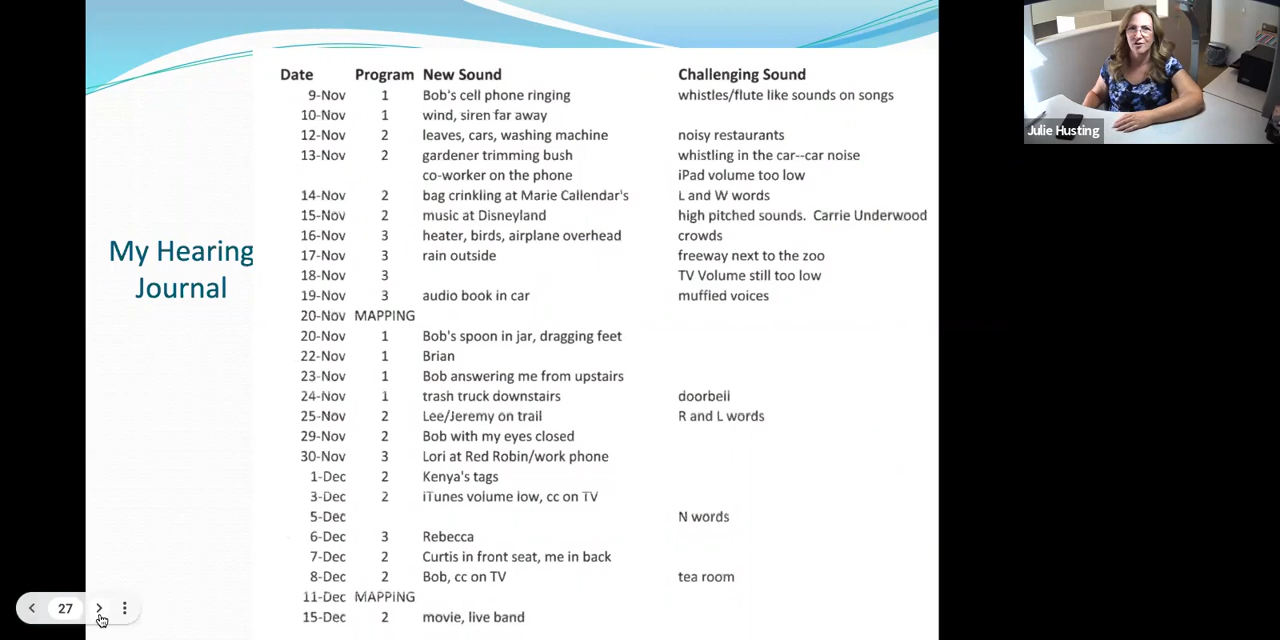 Date Program New Sound Challenging Sound
9-Nov 1 Bob's cell phone ringing whistles/flute like sounds on songs
10-Nov 1 wind, siren far away
12-Nov 2 leaves, cars, washing machine noisy restaurants
13-Nov 2 gardener trimming bush whistling in the car--car noise
co-worker on the phone iPad volume too low
14-Nov 2 bag crinkling at Marie Callendar's L and W words
15-Nov 2 music at Disneyland high pitched sounds. Carrie Underwood
16-Nov 3 heater, birds, airplane overhead crowds
17-Nov 3 rain outside freeway next to the zoo
18-Nov 3 TV Volume still too low
19-Nov 3 audio book in car muffled voices
20-Nov MAPPING
20-Nov 1 Bob's spoon in jar, dragging feet
22-Nov 1 Brian
23-Nov 1 Bob answering me from upstairs
24-Nov 1 trash truck downstairs doorbell
25-Nov 2 Lee/Jeremy on trail R and L words
29-Nov 2 Bob with my eyes closed
30-Nov 3 Lori at Red Robin/work phone
1-Dec 2 Kenya's tags
3-Dec 2 iTunes volume low, cc on TV
5-Dec N words
6-Dec 3 Rebecca
7-Dec 2 Curtis in front seat, me in back
8-Dec 2 Bob, cc on TV tea room
11-Dec MAPPING
15-Dec 2 movie, live band
My Hearing
Journal
27
Julie Husting